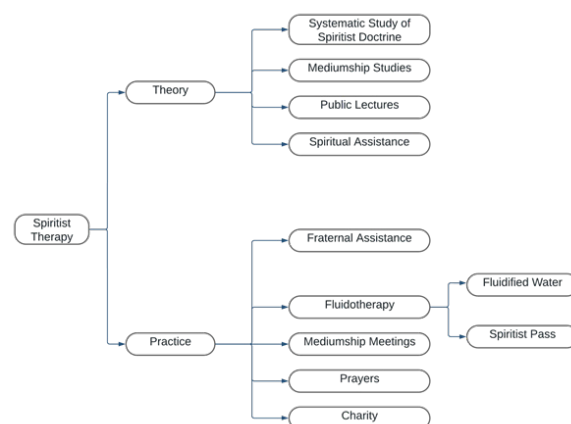 Systematic Study of
Spiritist Doctrine
Mediumship Studies
Theory
Public Lectures
Spiritual Assistance
Spiritist
Therapy
Fraternal Assistance
Fluidified Water
Fluidotherapy
Spiritist Pass
Practice
Mediumship Meetings
Prayers
Charity